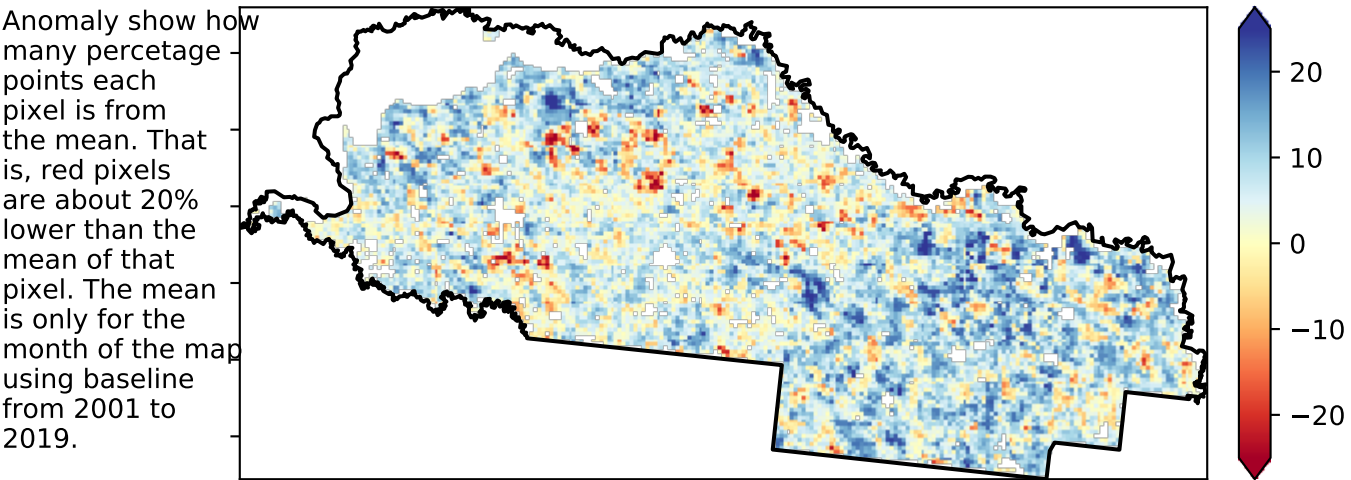 Anomaly show how
many percetage
points each
pixel is from
the mean. That
is, red pixels
are about 20%
lower than the
mean of that
pixel. The mean
is only for the
month of the map
using baseline
from 2001 to
2019.
20
10
0
−10
−20